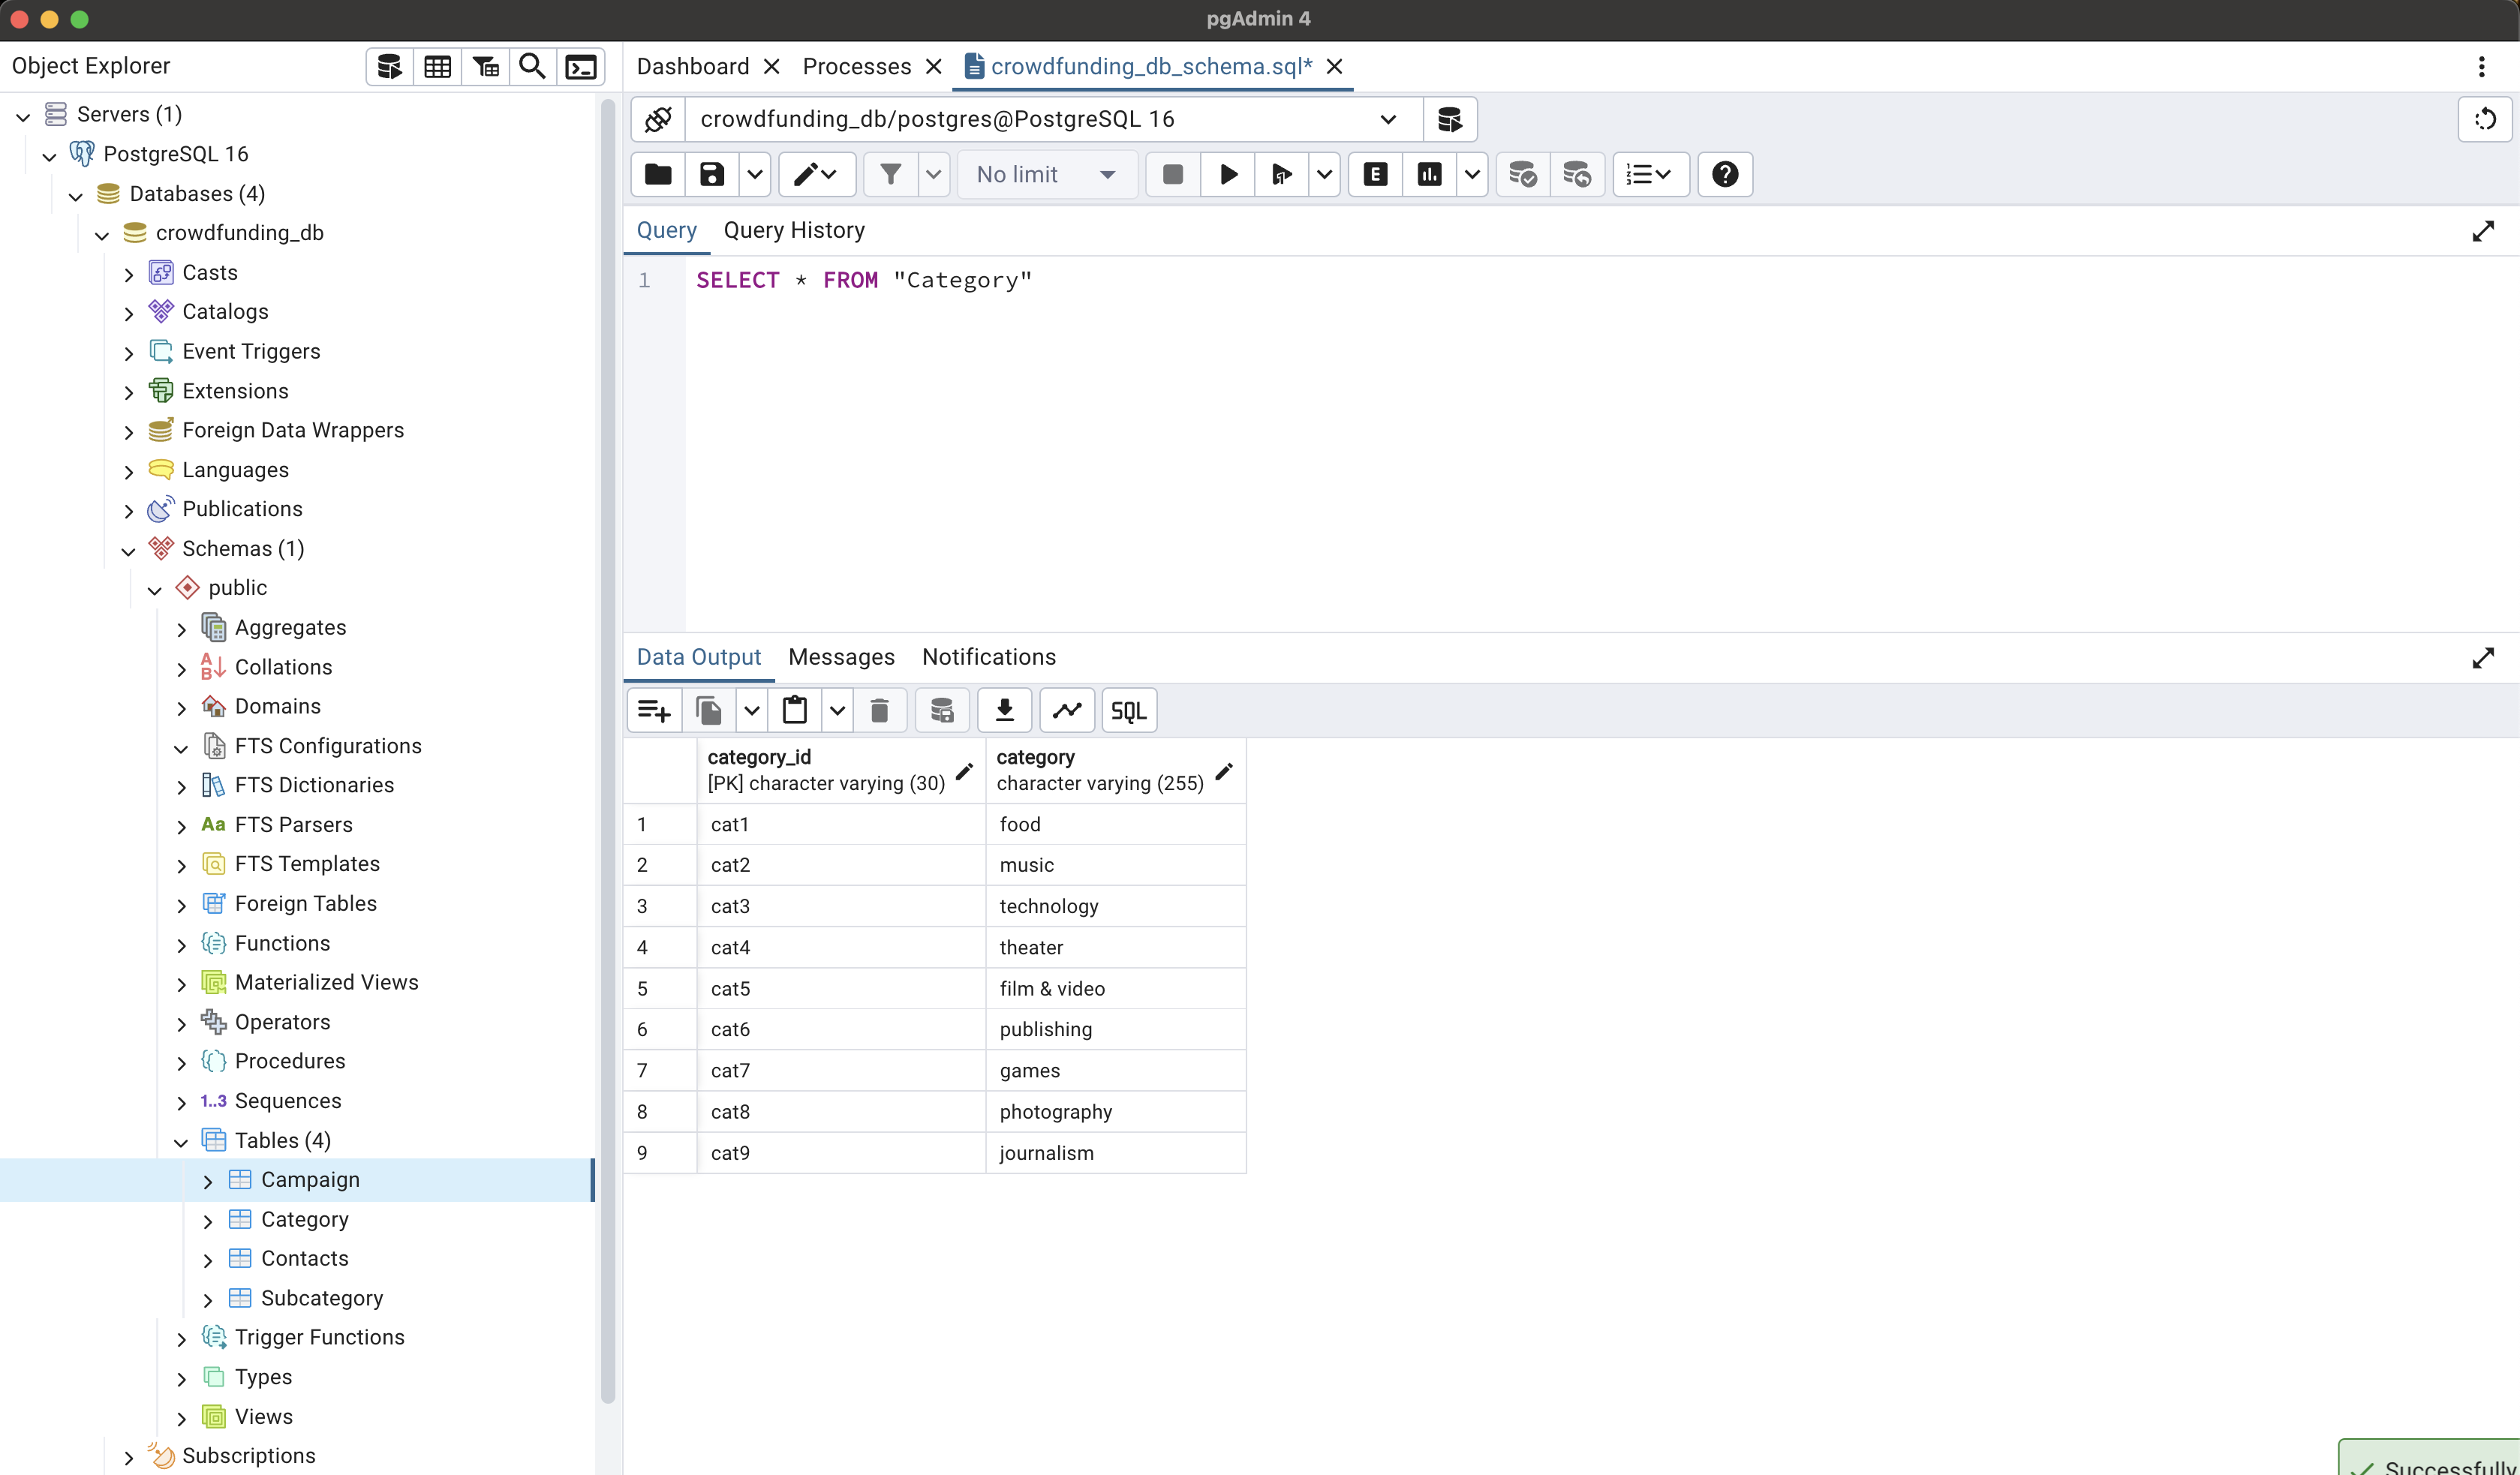 pgAdmin 4
Object Explorer
Servers (1)
PostgreSQL 16
Databases (4)
crowdfunding_db
Casts
Catalogs
Event Triggers
Extensions
Foreign Data Wrappers
Languages
Publications
Schemas (1)
public
Aggregates
Collations
Domains
FTS Configurations
FTS Dictionaries
Aa FTS Parsers
FTS Templates
Foreign Tables
Functions
Materialized Views
Operators
Procedures
1..3 Sequences
Tables (4)
Campaign
Category
Contacts
Subcategory
Trigger Functions
Types
Views
Subscriptions
Dashboard Processes crowdfunding_db_schema.sql*
crowdfunding_db/postgres@PostgreSQL 16
No limit E
Query Query History
1 SELECT * FROM "Category"
Data Output Messages Notifications
SQL
category_id category
[PK] character varying (30) character varying (255)
1 cat1 food
2 cat2 music
3 cat3 technology
4 cat4 theater
5 cat5 film & video
6 cat6 publishing
7 cat7 games
8 cat8 photography
9 cat9 journalism
Successfully